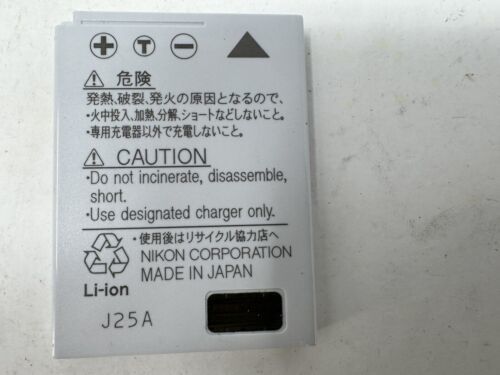 + T −
⚠ 危険
発熱、破裂、発火の原因となるので、
・火中投入、加熱、分解、ショートなどしないこと。
・専用充電器以外で充電しないこと。
⚠ CAUTION
・Do not incinerate, disassemble,
short.
・Use designated charger only.
・使用後はリサイクル協力店へ
NIKON CORPORATION
MADE IN JAPAN
Li-ion
J25A